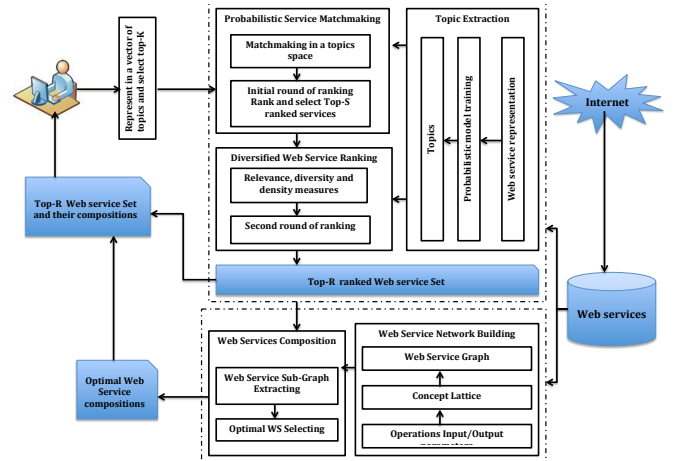 Probabilistic Service Matchmaking
Matchmaking in a topics
space
Initial round of ranking
Rank and select Top-S
ranked services
Diversified Web Service Ranking
Relevance, diversity and
density measures
Second round of ranking
Topic Extraction
Topics
Probabilistic model training
Web service representation
Represent in a vector of
topics and select top-K
Internet
Web services
Top-R Web service Set
and their compositions
Top-R ranked Web service Set
Web Services Composition
Web Service Sub-Graph
Extracting
Optimal WS Selecting
Web Service Network Building
Web Service Graph
Concept Lattice
Operations Input/Output
Optimal Web
Service
compositions